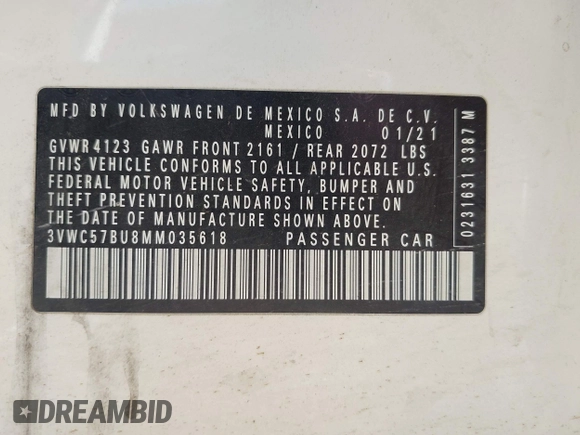 MFD BY VOLKSWAGEN DE MEXICO S.A. DE C.V.
MEXICO 01/21
GVWR 4123 GAWR FRONT 2161 / REAR 2072 LBS
THIS VEHICLE CONFORMS TO ALL APPLICABLE U.S.
FEDERAL MOTOR VEHICLE SAFETY, BUMPER AND
THEFT PREVENTION STANDARDS IN EFFECT ON
THE DATE OF MANUFACTURE SHOWN ABOVE.
3VWC57BU8MM035618 PASSENGER CAR
0231631 3387 M
DREAMBID